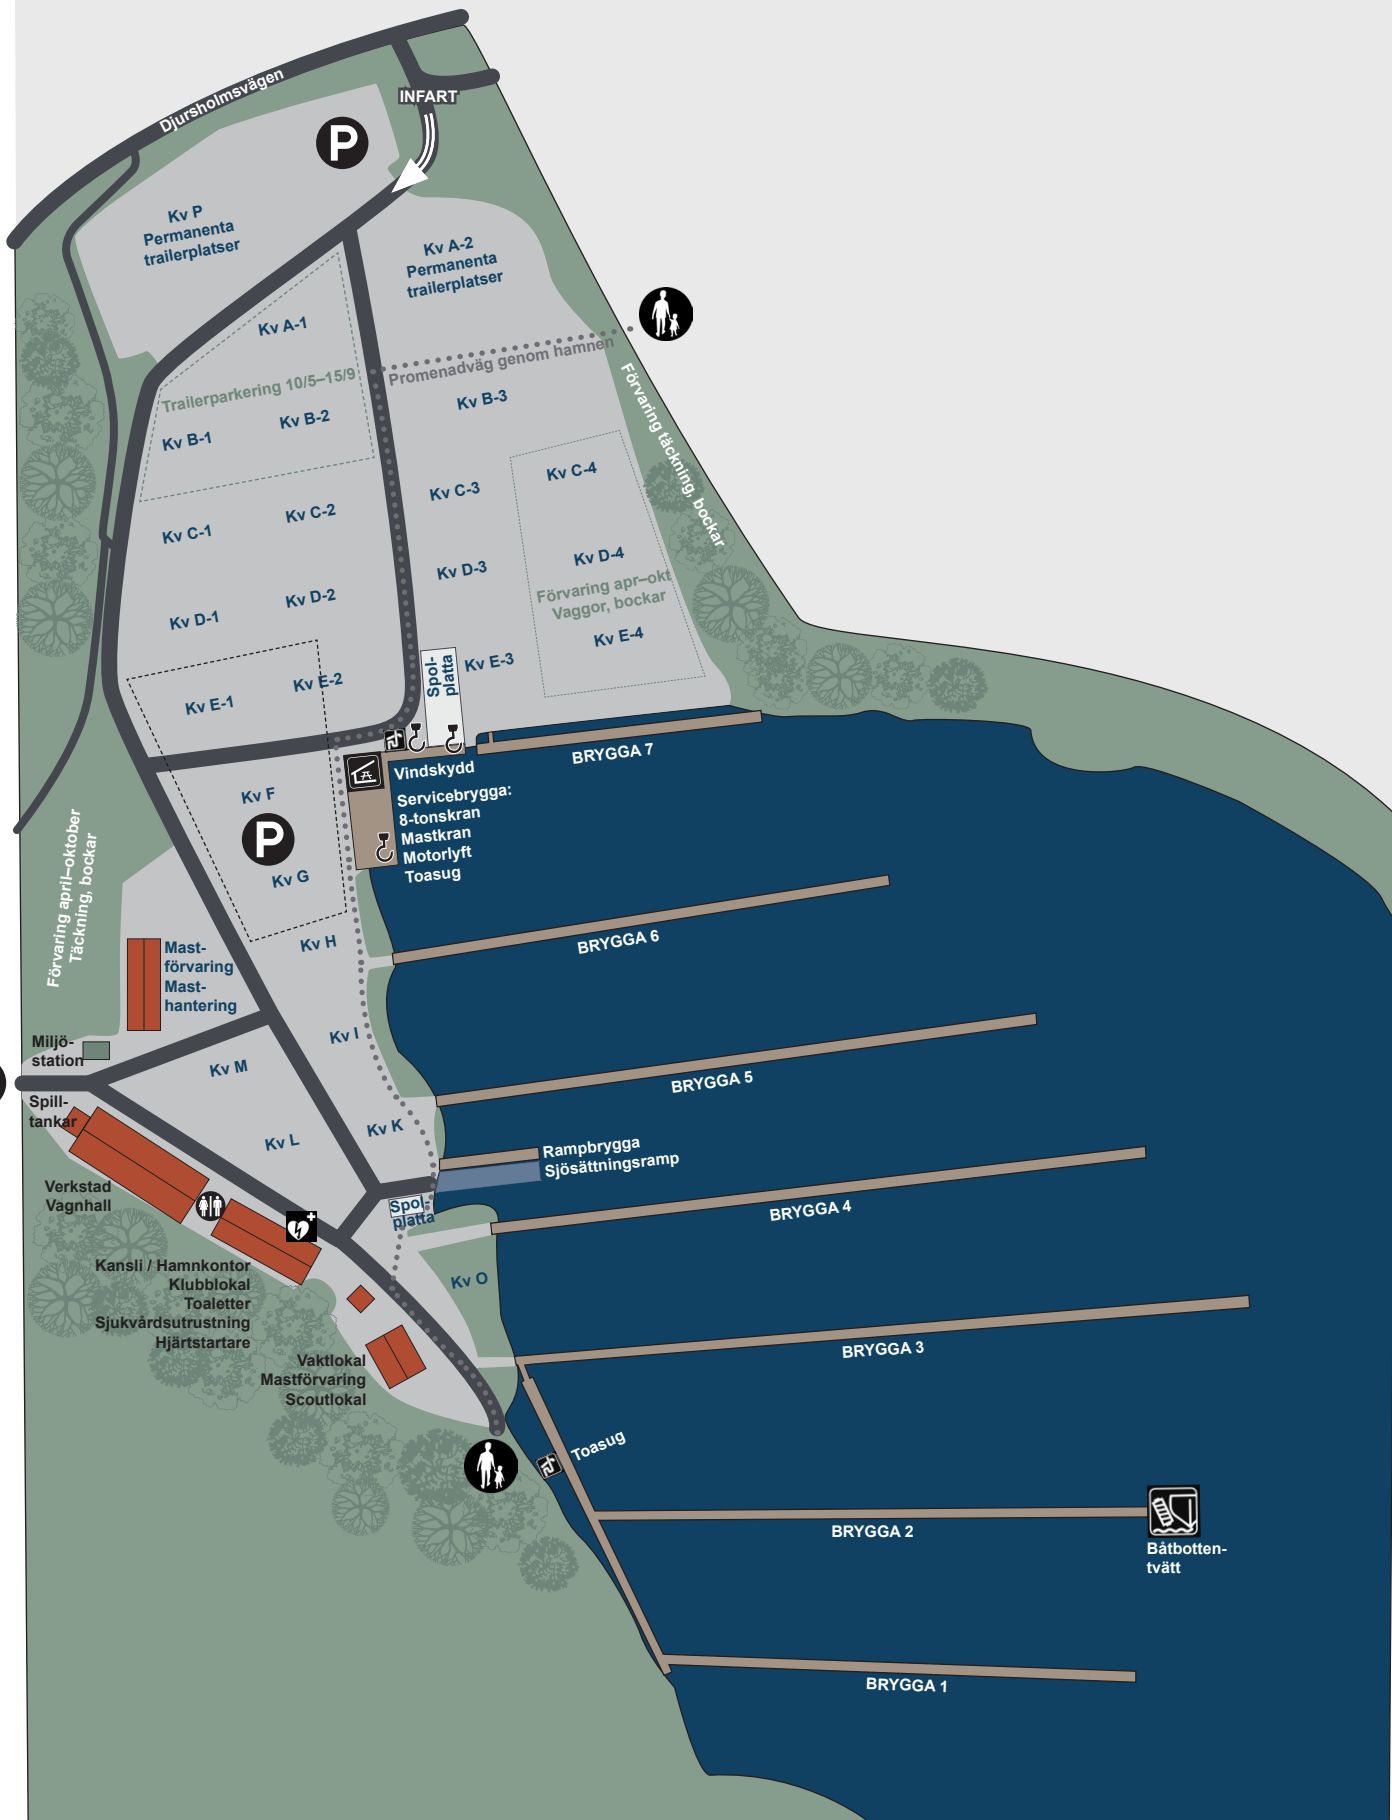 Djursholmsvägen
INFART
P
Kv P
Permanenta
trailerplatser
Kv A-2
Permanenta
trailerplatser
Kv A-1
Promenadväg genom hamnen
Trailerparkering 10/5–15/9
Kv B-1
Kv B-2
Kv B-3
Förvaring täckning, bockar
Kv C-1
Kv C-2
Kv C-3
Kv C-4
Kv D-1
Kv D-2
Kv D-3
Kv D-4
Förvaring apr–okt
Vaggor, bockar
Kv E-1
Kv E-2
Kv E-3
Kv E-4
Spol-
platta
BRYGGA 7
Vindskydd
Servicebrygga:
8-tonskran
Mastkran
Motorlyft
Toasug
Kv F
P
Kv G
Förvaring april–oktober
Täckning, bockar
Kv H
BRYGGA 6
Mast-
förvaring
Mast-
hantering
Kv I
Miljö-
station
Kv M
BRYGGA 5
Spill-
tankar
Kv L
Kv K
Rampbrygga
Sjösättningsramp
Verkstad
Vagnhall
Spol-
platta
BRYGGA 4
Kansli / Hamnkontor
Klubblokal
Toaletter
Sjukvårdsutrustning
Hjärtstartare
Kv O
BRYGGA 3
Vaktlokal
Mastförvaring
Scoutlokal
Toasug
BRYGGA 2
Båtbotten-
tvätt
BRYGGA 1